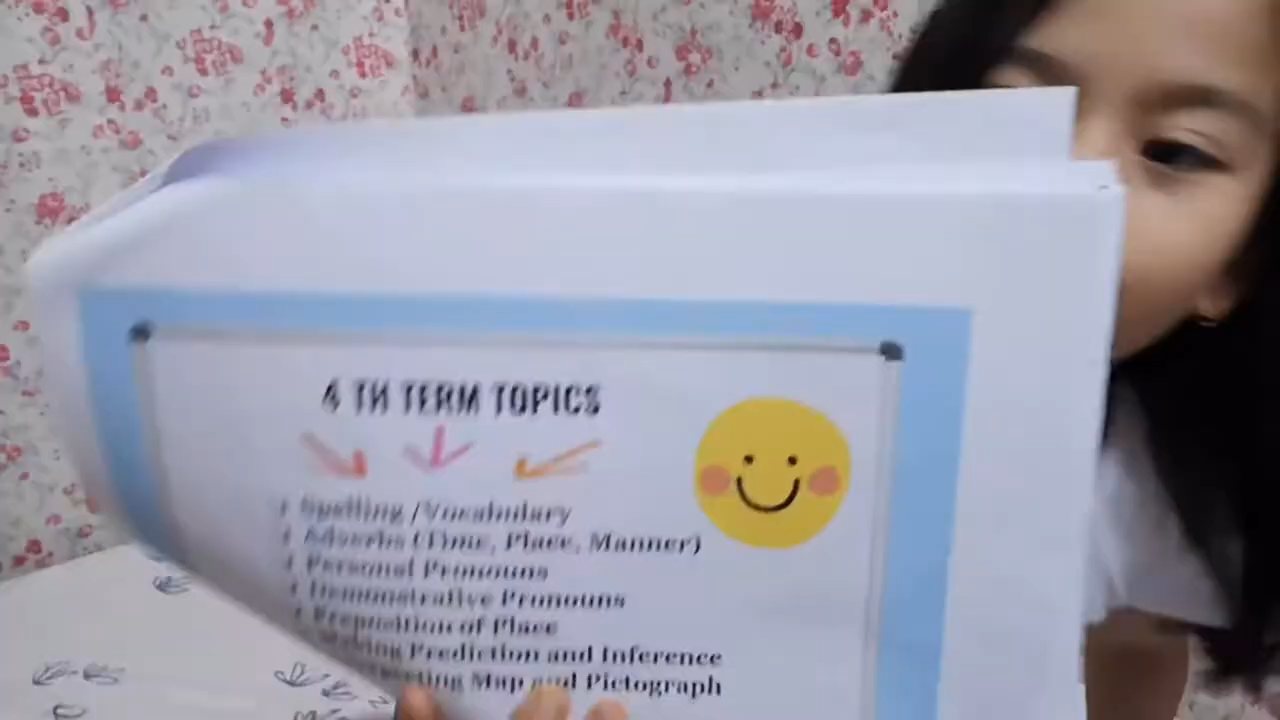 4 TH TERM TOPICS
Spelling /Vocabulary
Adverbs (Time, Place, Manner)
Personal Pronouns
Demonstrative Pronouns
Preposition of Place
Prediction and Inference
Map and Pictograph